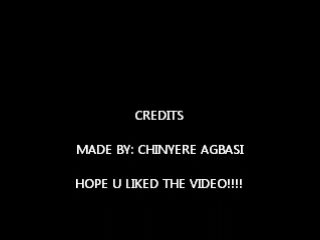 CREDITS
MADE BY: CHINYERE AGBASI
HOPE U LIKED THE VIDEO!!!!